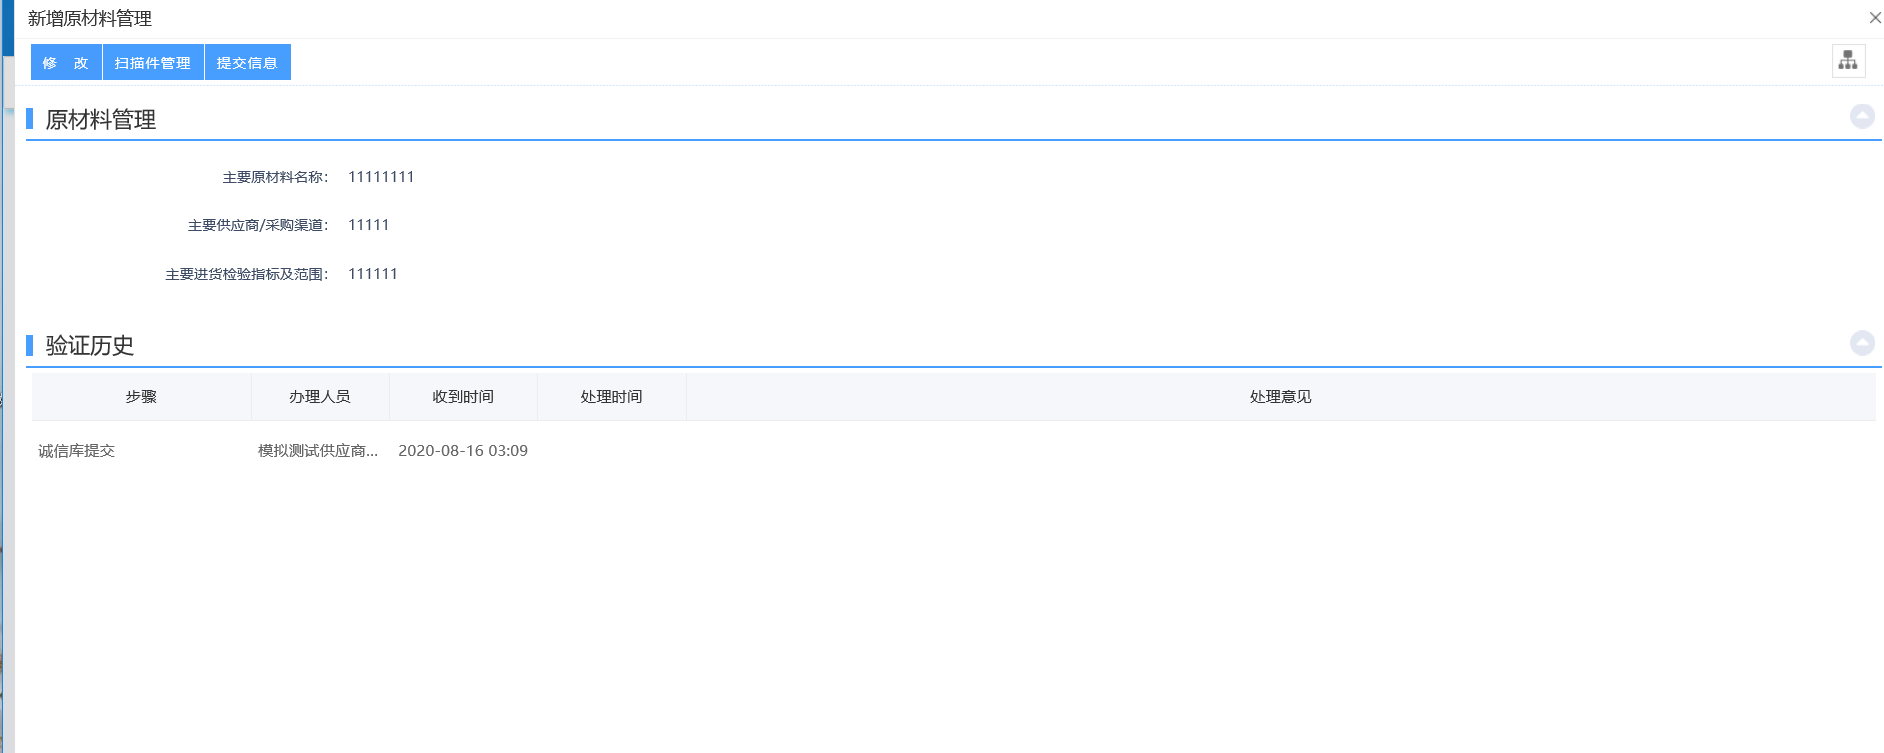 新增原材料管理
修 改 扫描件管理 提交信息
原材料管理
主要原材料名称： 11111111
主要供应商/采购渠道： 11111
主要进货检验指标及范围： 111111
验证历史
步骤 办理人员 收到时间 处理时间 处理意见
诚信库提交 模拟测试供应商... 2020-08-16 03:09